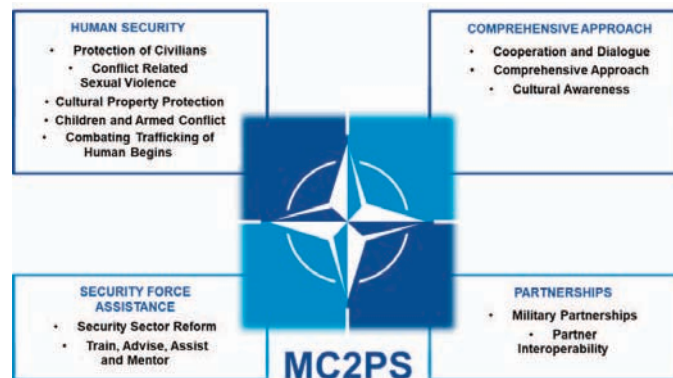 HUMAN SECURITY
• Protection of Civilians
• Conflict Related
Sexual Violence
• Cultural Property Protection
• Children and Armed Conflict
• Combating Trafficking of
Human Begins
COMPREHENSIVE APPROACH
• Cooperation and Dialogue
• Comprehensive Approach
• Cultural Awareness
SECURITY FORCE
ASSISTANCE
• Security Sector Reform
• Train, Advise, Assist
and Mentor
PARTNERSHIPS
• Military Partnerships
• Partner
Interoperability
MC2PS